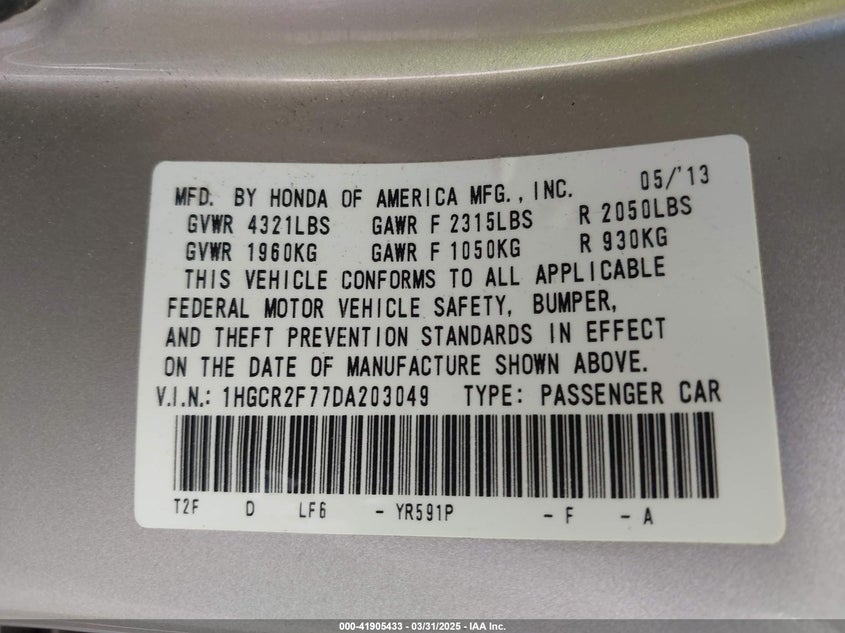 MFD. BY HONDA OF AMERICA MFG., INC. 05/'13
GVWR 4321LBS GAWR F 2315LBS R 2050LBS
GVWR 1960KG GAWR F 1050KG R 930KG
THIS VEHICLE CONFORMS TO ALL APPLICABLE
FEDERAL MOTOR VEHICLE SAFETY, BUMPER,
AND THEFT PREVENTION STANDARDS IN EFFECT
ON THE DATE OF MANUFACTURE SHOWN ABOVE.
V.I.N.: 1HGCR2F77DA203049 TYPE: PASSENGER CAR
T2F D LF6 - YR591P - F - A
000-41905433 - 03/31/2025 - IAA Inc.